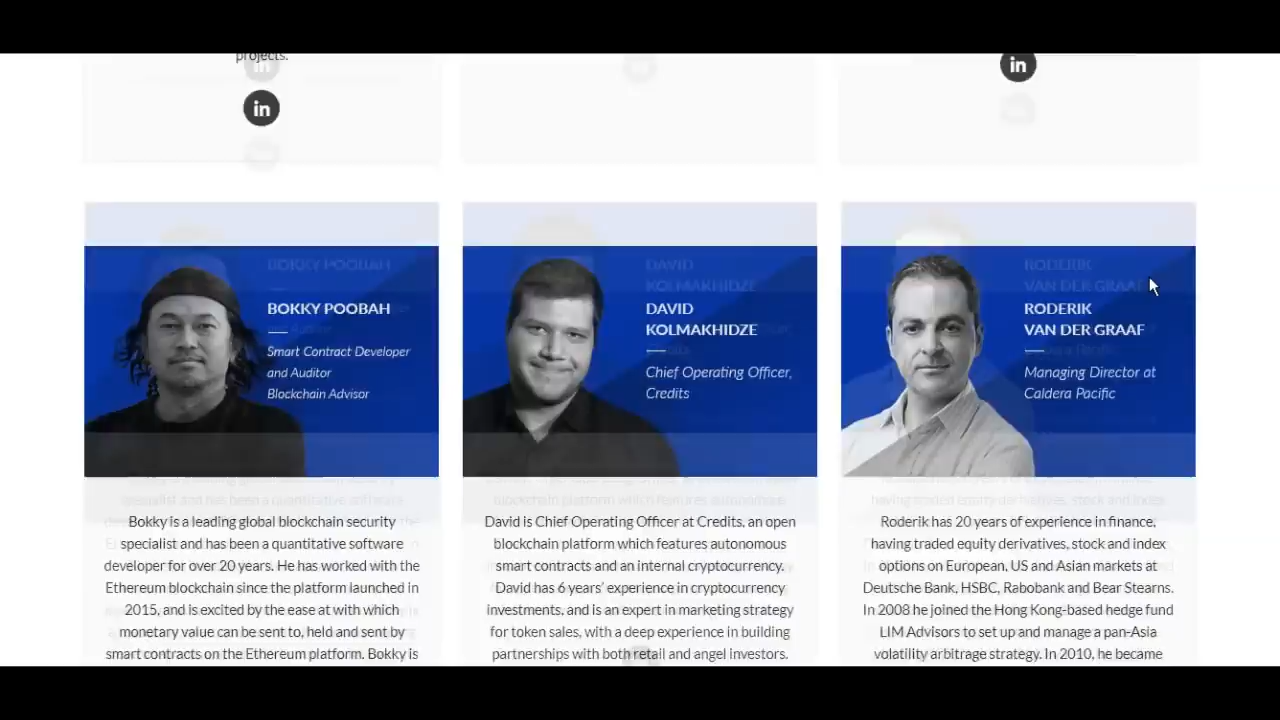 projects.
in
in
BOKKY POOBAH
Smart Contract Developer
and Auditor
Blockchain Advisor
Bokky is a leading global blockchain security
specialist and has been a quantitative software
developer for over 20 years. He has worked with the
Ethereum blockchain since the platform launched in
2015, and is excited by the ease at with which
monetary value can be sent to, held and sent by
smart contracts on the Ethereum platform. Bokky is
DAVID
KOLMAKHIDZE
Chief Operating Officer,
Credits
David is Chief Operating Officer at Credits, an open
blockchain platform which features autonomous
smart contracts and an internal cryptocurrency.
David has 6 years' experience in cryptocurrency
investments, and is an expert in marketing strategy
for token sales, with a deep experience in building
partnerships with both retail and angel investors.
RODERIK
VAN DER GRAAF
Managing Director at
Caldera Pacific
Roderik has 20 years of experience in finance,
having traded equity derivatives, stock and index
options on European, US and Asian markets at
Deutsche Bank, HSBC, Rabobank and Bear Stearns.
In 2008 he joined the Hong Kong-based hedge fund
LIM Advisors to set up and manage a pan-Asia
volatility arbitrage strategy. In 2010, he became